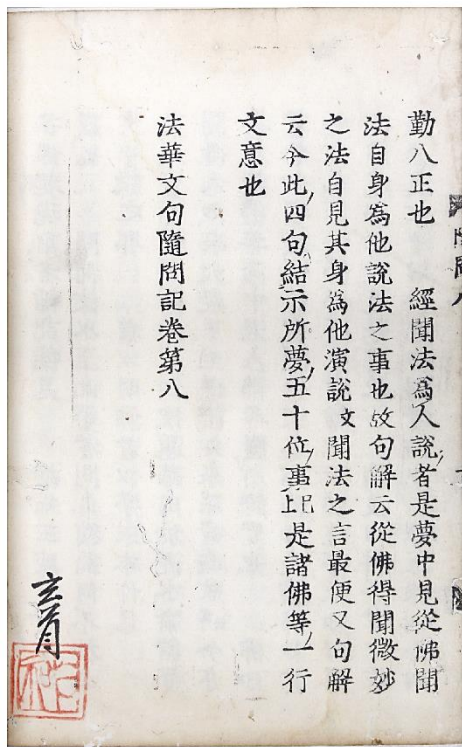 勤八正也　經聞法爲人說者是夢中見從佛聞
法自身爲他說法之事也故句解云從佛得聞微妙
之法自見其身爲他演說文聞法之言最便又句解
云今此四句結示所夢五十位事比是諸佛等一行
文意也
法華文句隨問記卷第八